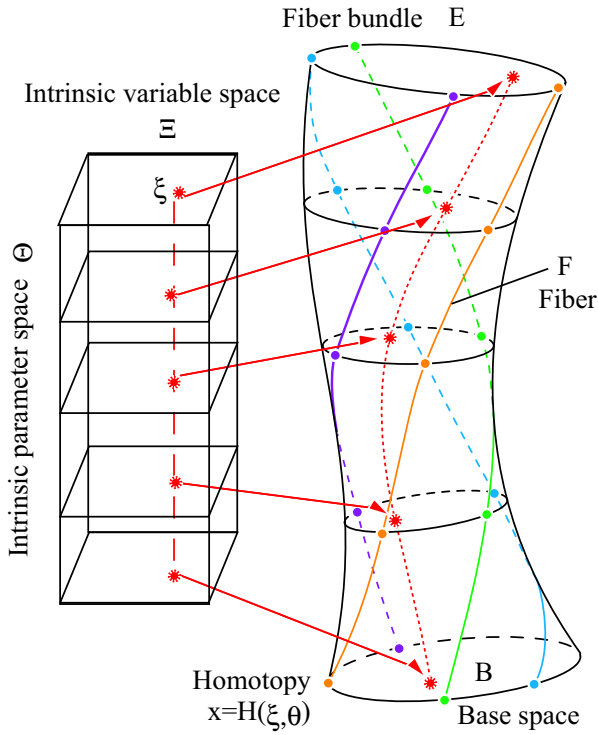 Fiber bundle E
Intrinsic variable space
Ξ
ξ
Intrinsic parameter space Θ
F
Fiber
B
Homotopy
x=H(ξ,θ)
Base space